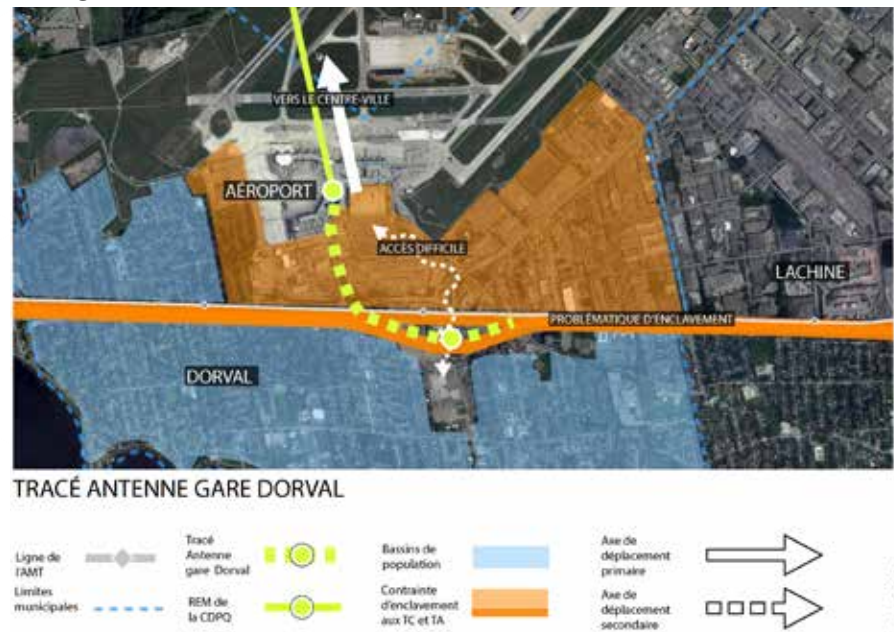 VERS LE CENTRE-VILLE
AÉROPORT
ACCÈS DIFFICILE
LACHINE
PROBLÉMATIQUE D'ENCLAVEMENT
DORVAL
TRACÉ ANTENNE GARE DORVAL
Ligne de
l'AMT
Tracé
Antenne
gare Dorval
Bassins de
population
Axe de
déplacement
primaire
Limites
municipales
REM de
la CDPQ
Contrainte
d'enclavement
aux TC et TA
Axe de
déplacement
secondaire